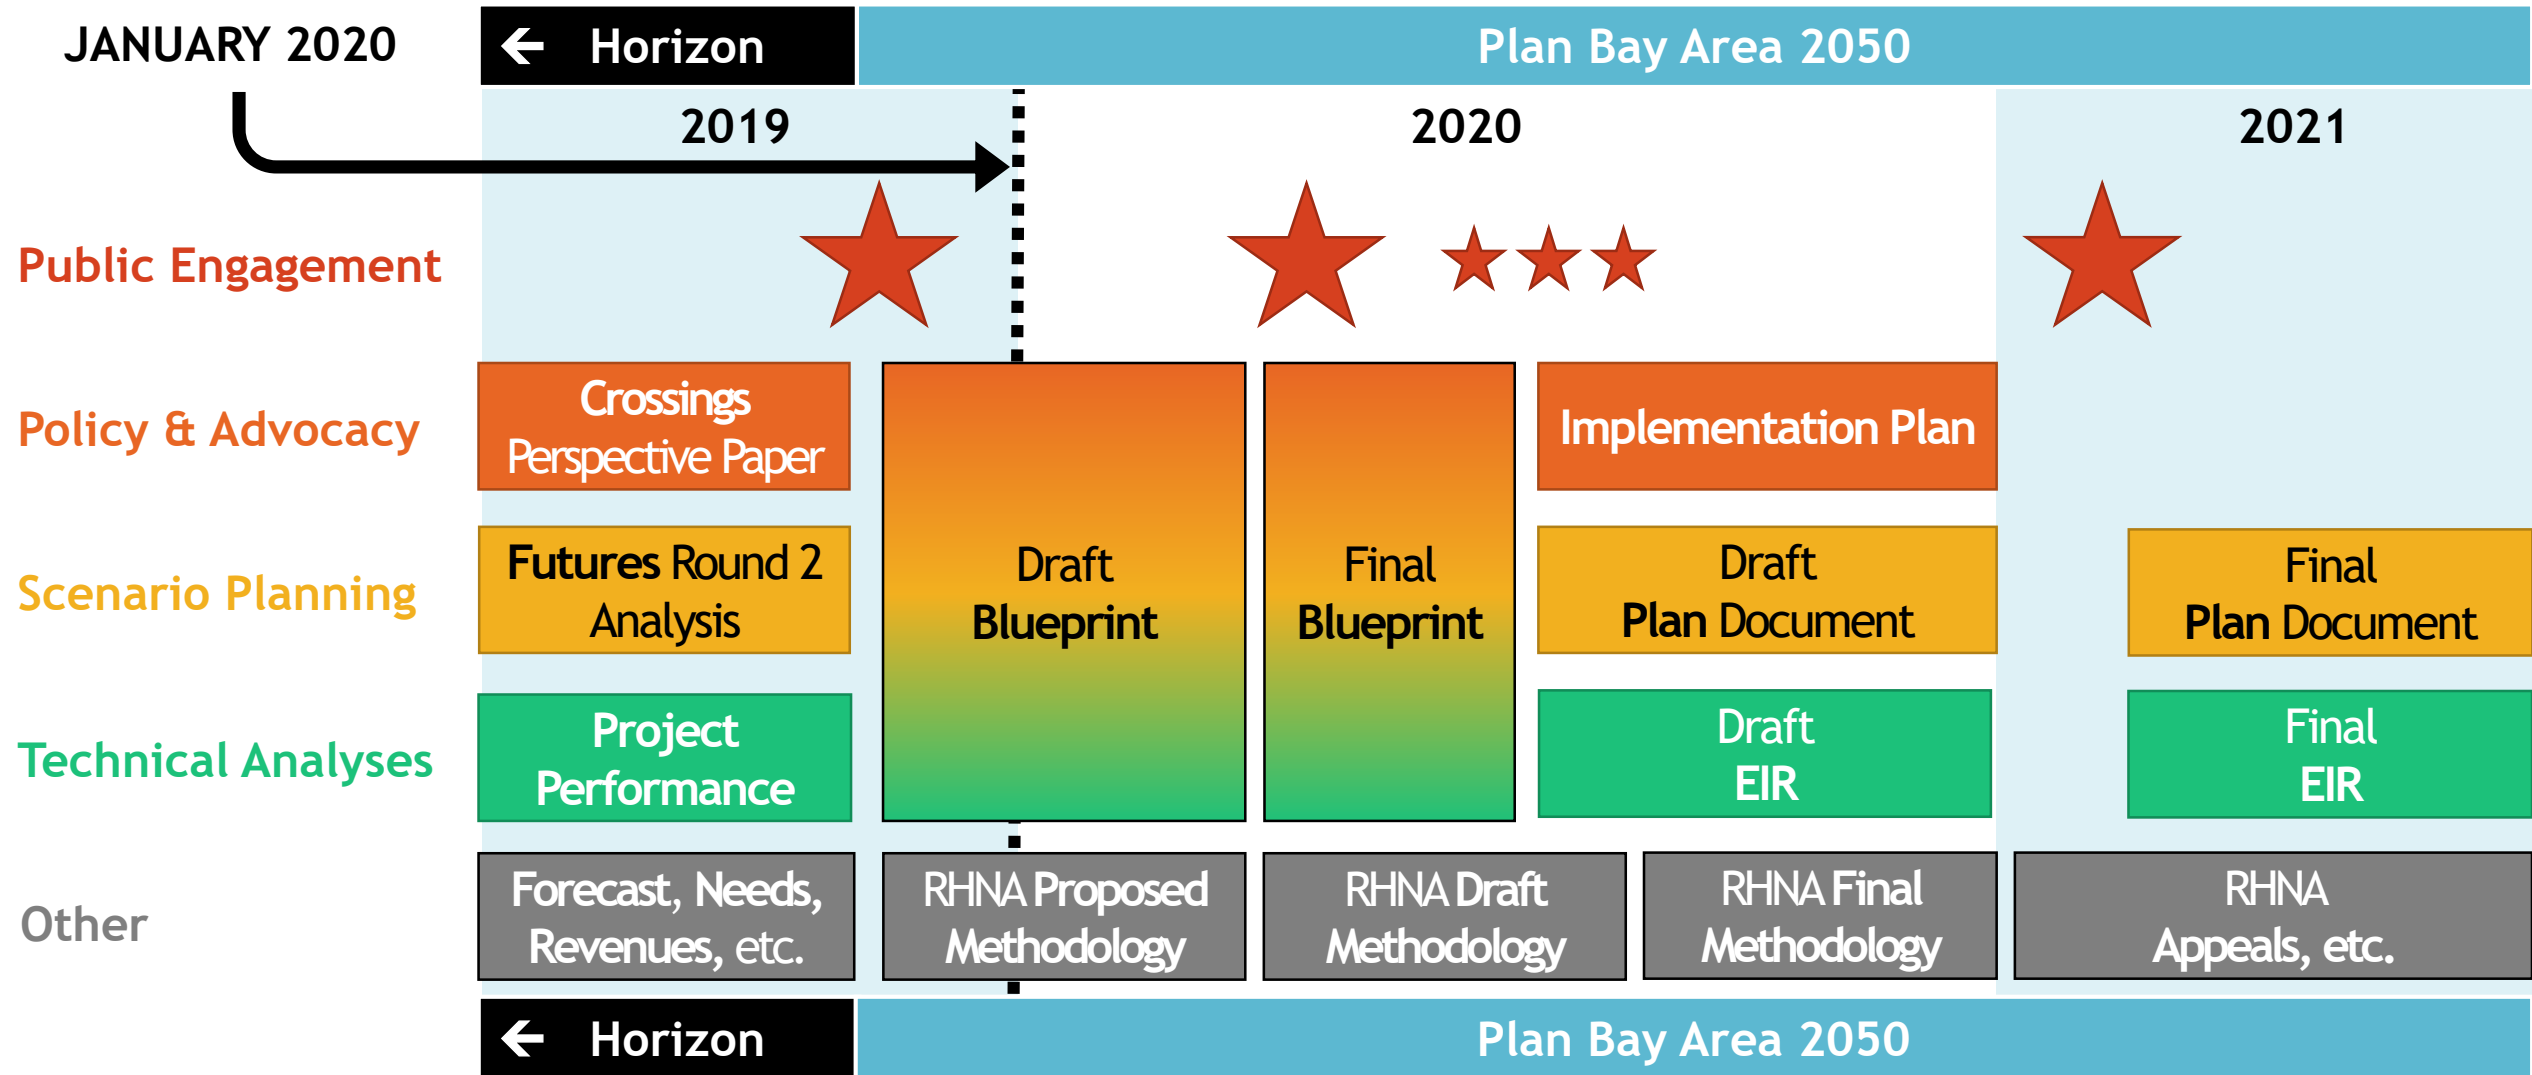 JANUARY 2020
Horizon
Plan Bay Area 2050
2019
2020
2021
Public Engagement
Policy & Advocacy
Crossings
Perspective Paper
Implementation Plan
Scenario Planning
Futures Round 2
Analysis
Draft
Blueprint
Final
Blueprint
Draft
Plan Document
Final
Plan Document
Technical Analyses
Project
Performance
Draft
EIR
Final
EIR
Other
Forecast, Needs,
Revenues, etc.
RHNA Proposed
Methodology
RHNA Draft
Methodology
RHNA Final
Methodology
RHNA
Appeals, etc.
Horizon
Plan Bay Area 2050